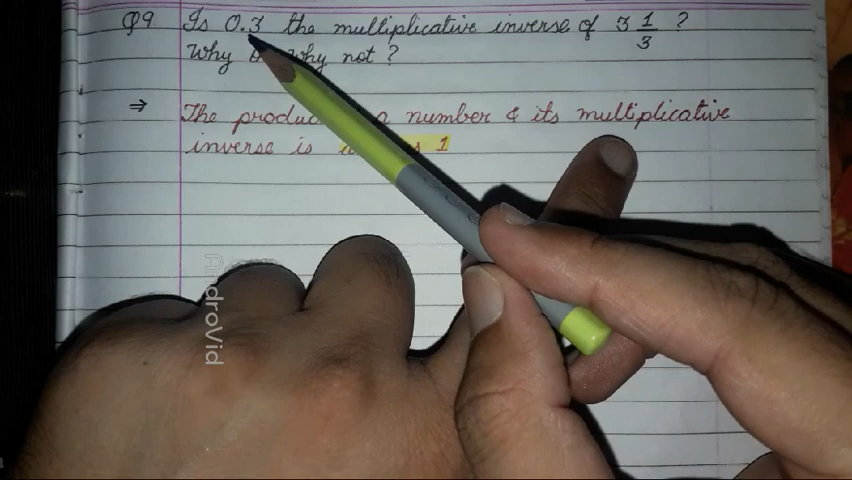 Q9 Is 0.3 the multiplicative inverse of 3 1/3 ?
Why why not ?
⇒ The produc a number & its multiplicative
inverse is 1
AndroVid